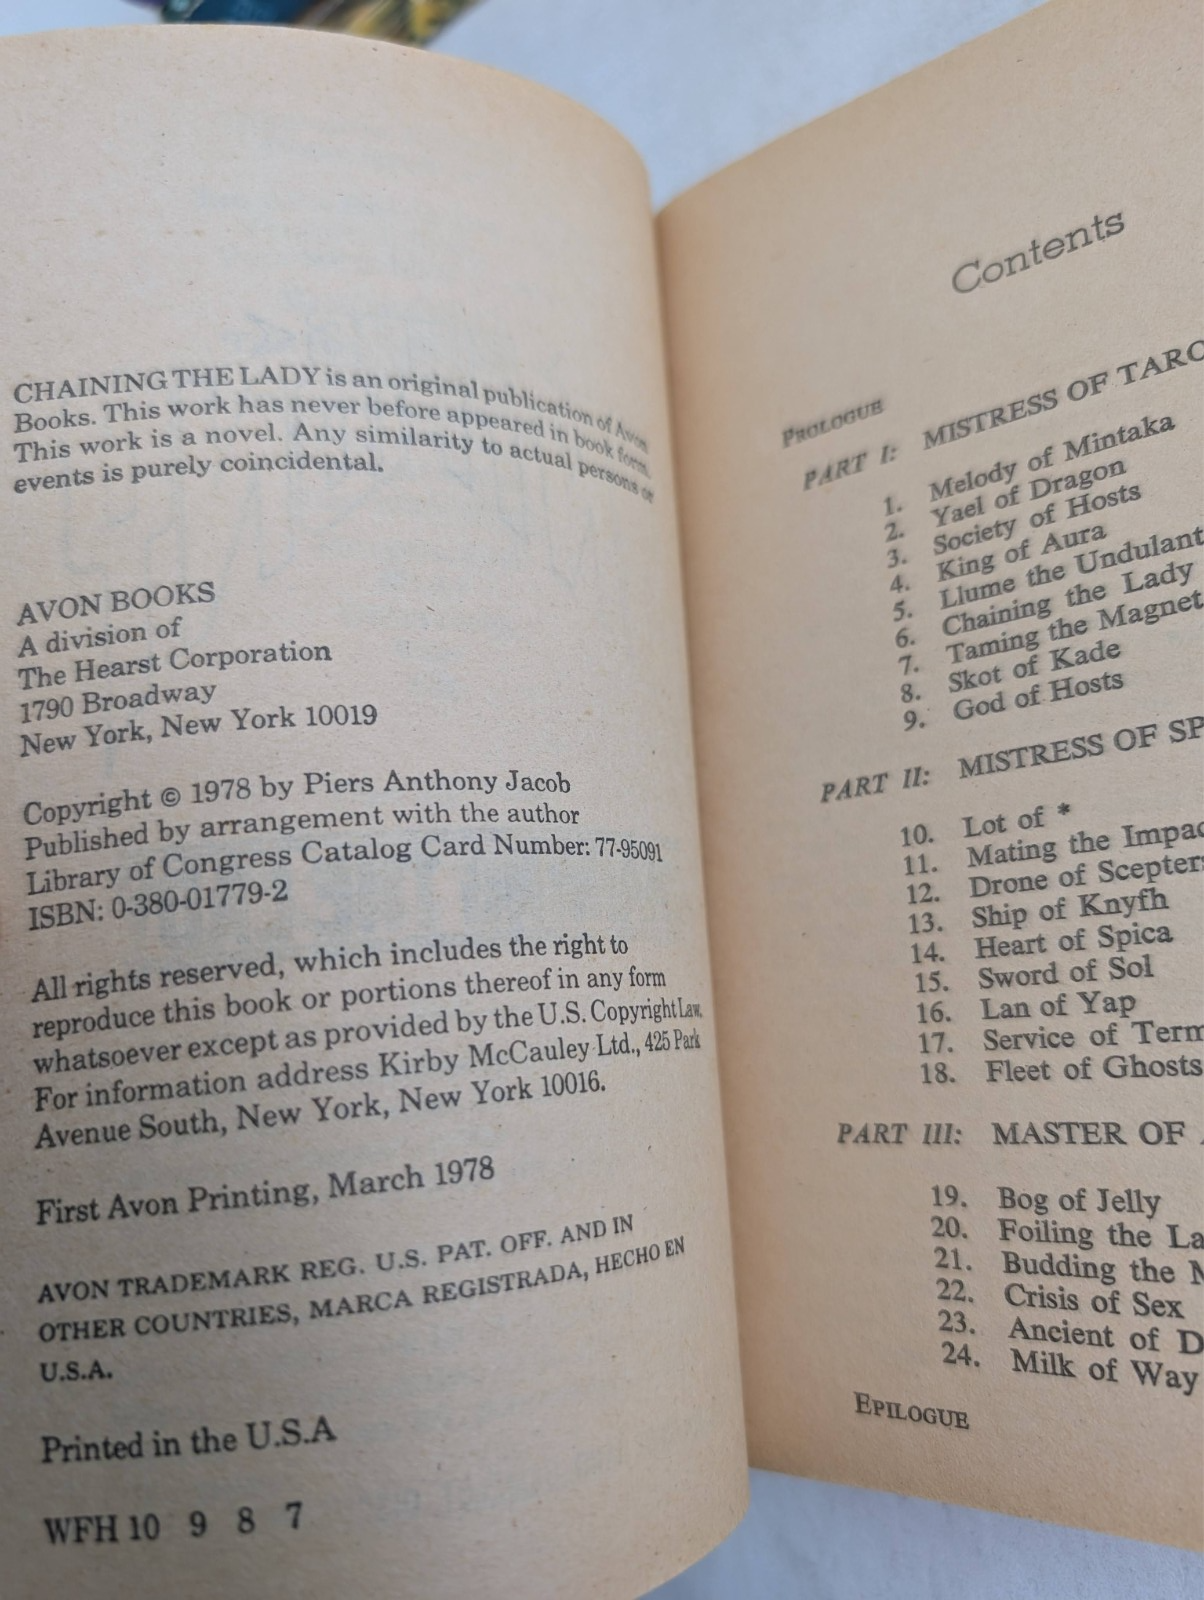 CHAINING THE LADY is an original publication of Avon
Books. This work has never before appeared in book form.
This work is a novel. Any similarity to actual persons or
events is purely coincidental.
AVON BOOKS
A division of
The Hearst Corporation
1790 Broadway
New York, New York 10019
Copyright © 1978 by Piers Anthony Jacob
Published by arrangement with the author
Library of Congress Catalog Card Number: 77-95091
ISBN: 0-380-01779-2
All rights reserved, which includes the right to
reproduce this book or portions thereof in any form
whatsoever except as provided by the U.S. Copyright Law.
For information address Kirby McCauley Ltd., 425 Park
Avenue South, New York, New York 10016.
First Avon Printing, March 1978
AVON TRADEMARK REG. U.S. PAT. OFF. AND IN
OTHER COUNTRIES, MARCA REGISTRADA, HECHO EN
U.S.A.
Printed in the U.S.A
WFH 10 9 8 7
Contents
PROLOGUE
PART I: MISTRESS OF TARO
1. Melody of Mintaka
2. Yael of Dragon
3. Society of Hosts
4. King of Aura
5. Llume the Undulant
6. Chaining the Lady
7. Taming the Magnet
8. Skot of Kade
9. God of Hosts
PART II: MISTRESS OF SP
10. Lot of *
11. Mating the Impac
12. Drone of Scepters
13. Ship of Knyfh
14. Heart of Spica
15. Sword of Sol
16. Lan of Yap
17. Service of Term
18. Fleet of Ghosts
PART III: MASTER OF
19. Bog of Jelly
20. Foiling the La
21. Budding the M
22. Crisis of Sex
23. Ancient of D
24. Milk of Way
EPILOGUE